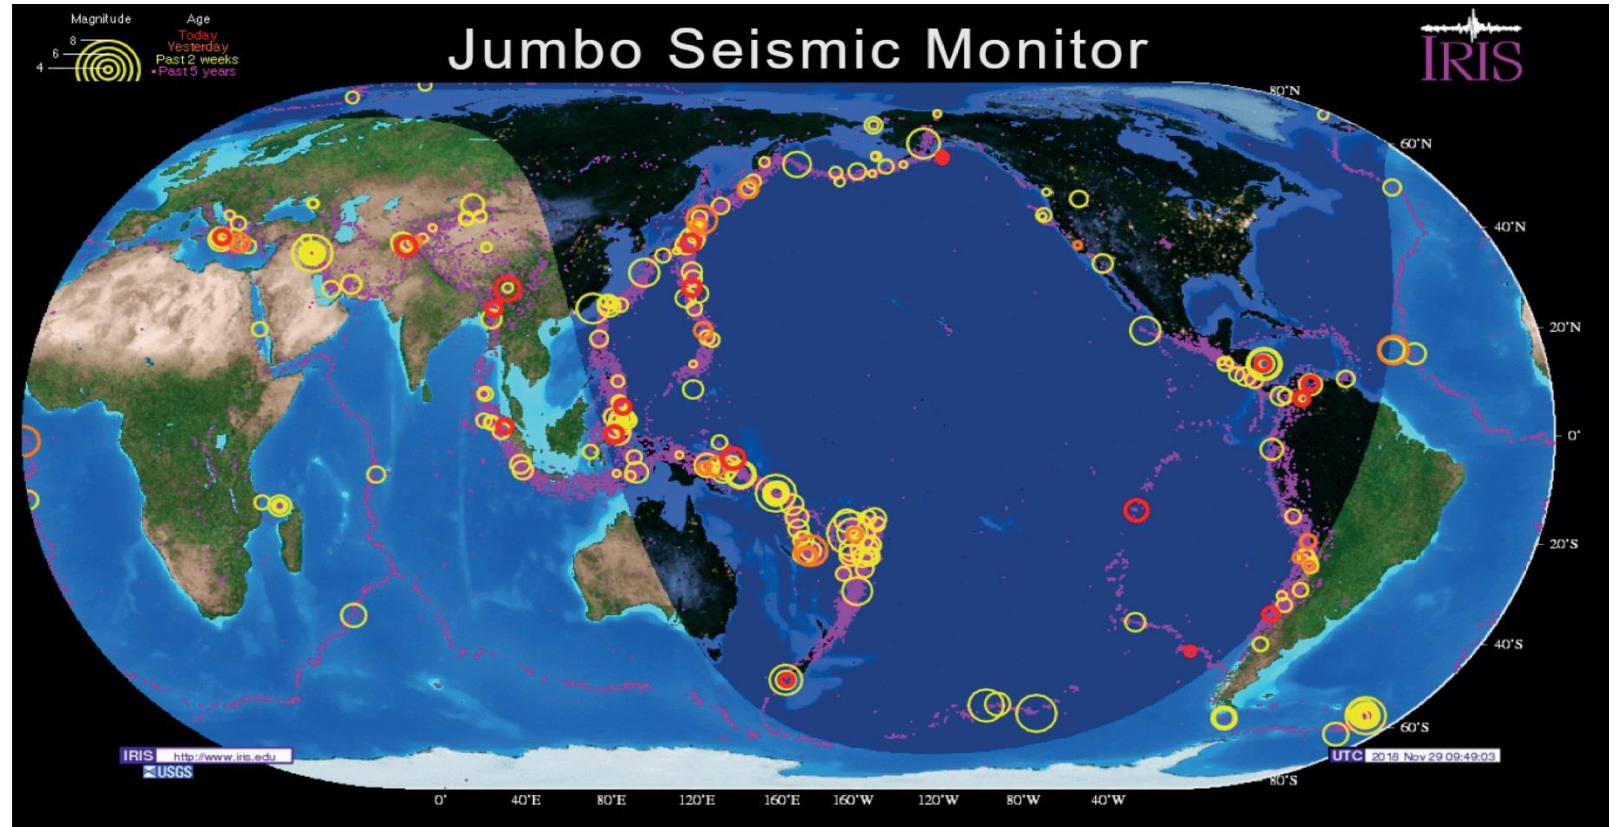 Magnitude
8
6
4
Age
Today
Yesterday
Past 2 weeks
Past 5 years
Jumbo Seismic Monitor
IRIS
80°N
60°N
40°N
20°N
0°
20°S
40°S
60°S
80°S
IRIS http://www.iris.edu
USGS
UTC 2018 Nov 29 09:49:03
0° 40°E 80°E 120°E 160°E 160°W 120°W 80°W 40°W